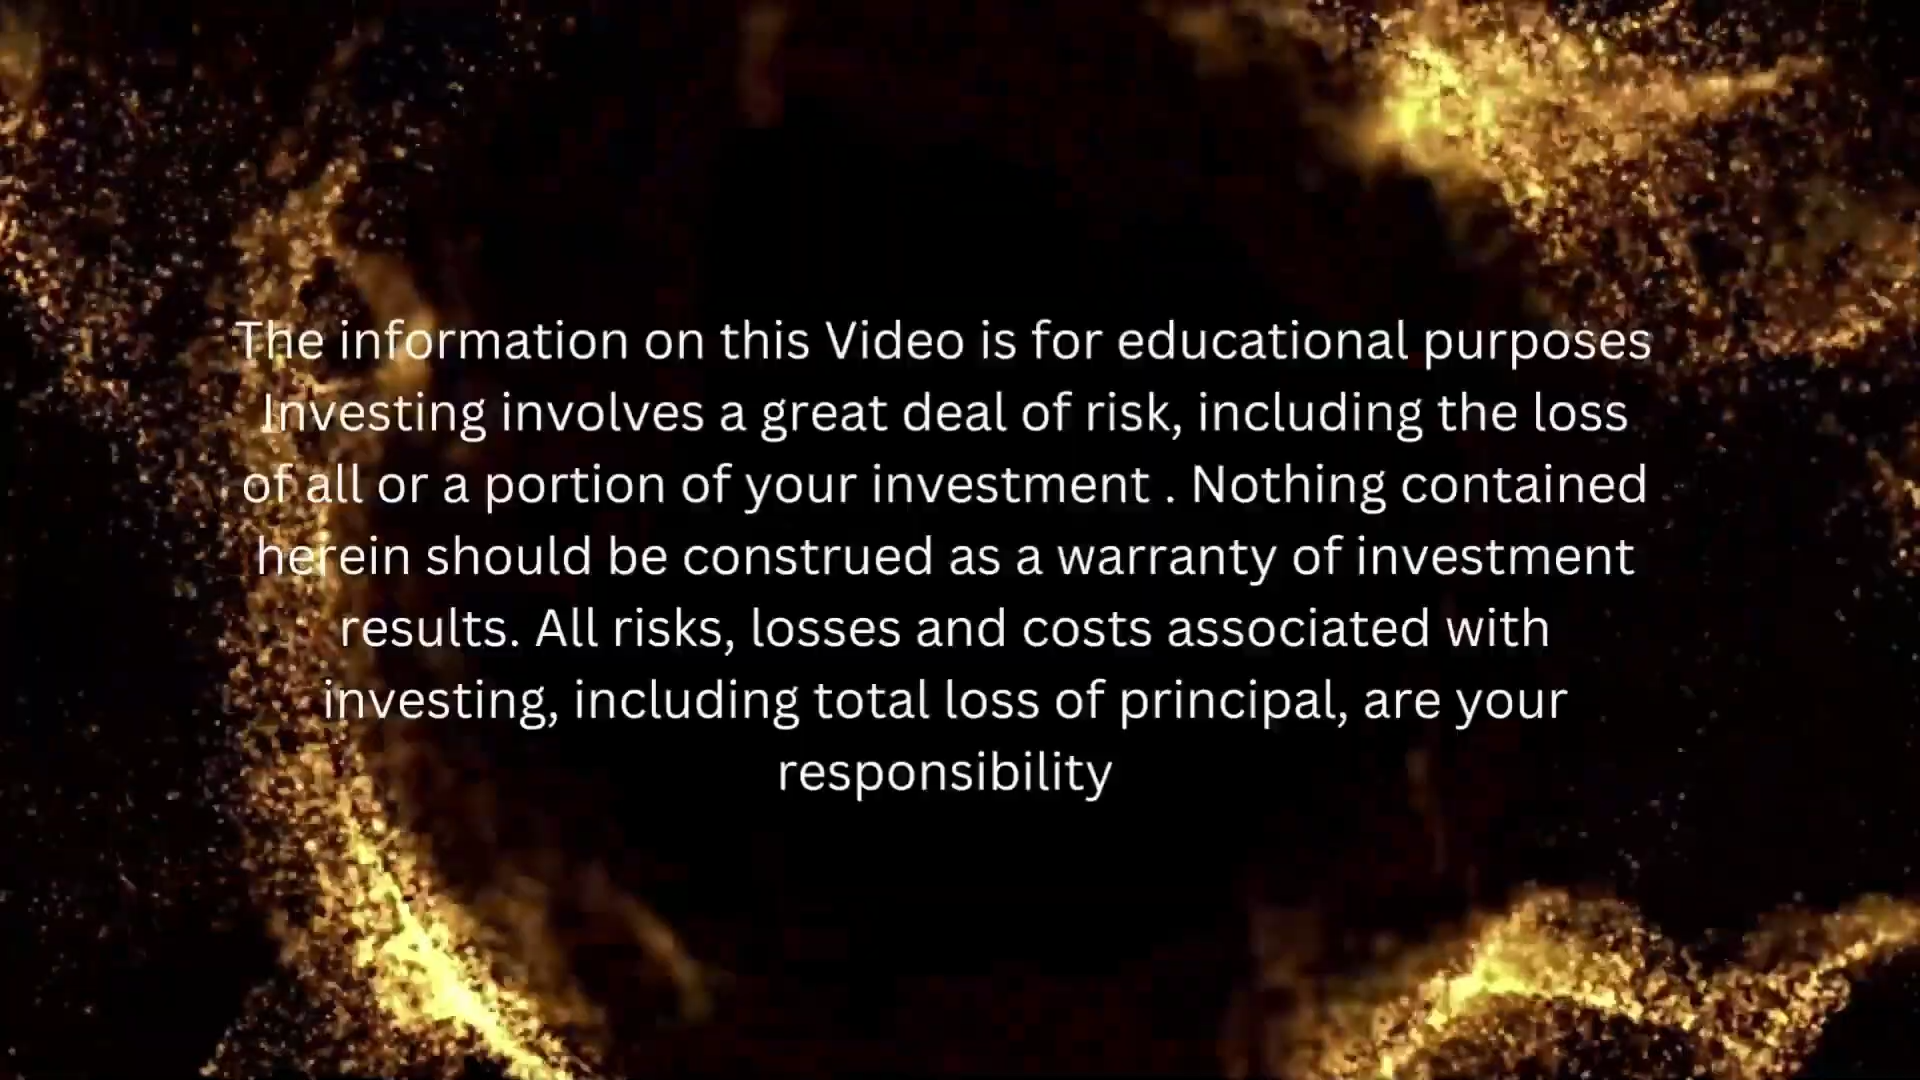 The information on this Video is for educational purposes
Investing involves a great deal of risk, including the loss
of all or a portion of your investment . Nothing contained
herein should be construed as a warranty of investment
results. All risks, losses and costs associated with
investing, including total loss of principal, are your
responsibility